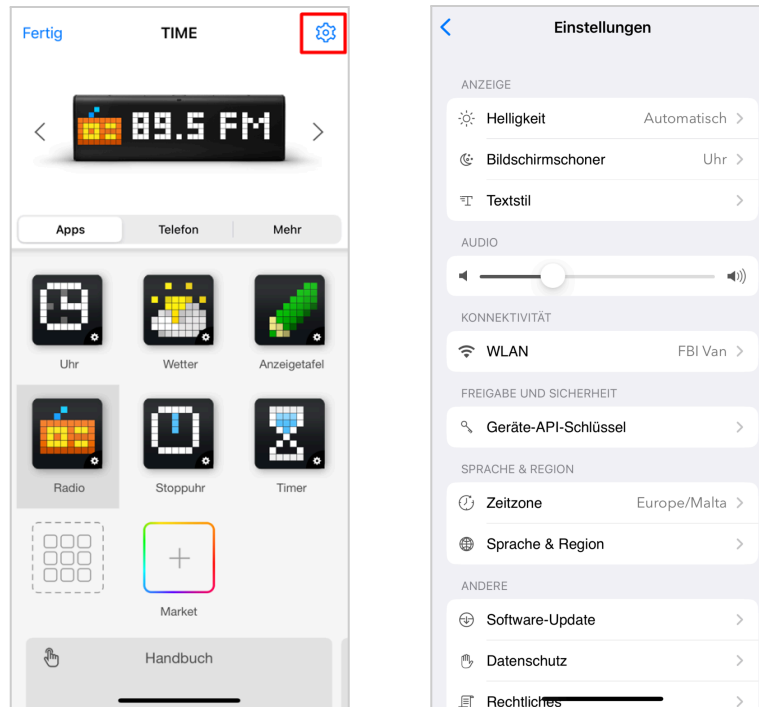 Fertig
TIME
89.5 FM
Apps
Telefon
Mehr
Uhr
Wetter
Anzeigetafel
Radio
Stoppuhr
Timer
Market
Handbuch
Einstellungen
ANZEIGE
Helligkeit Automatisch
Bildschirmschoner Uhr
Textstil
AUDIO
KONNEKTIVITÄT
WLAN FBI Van
FREIGABE UND SICHERHEIT
Geräte-API-Schlüssel
SPRACHE & REGION
Zeitzone Europe/Malta
Sprache & Region
ANDERE
Software-Update
Datenschutz
Rechtliches